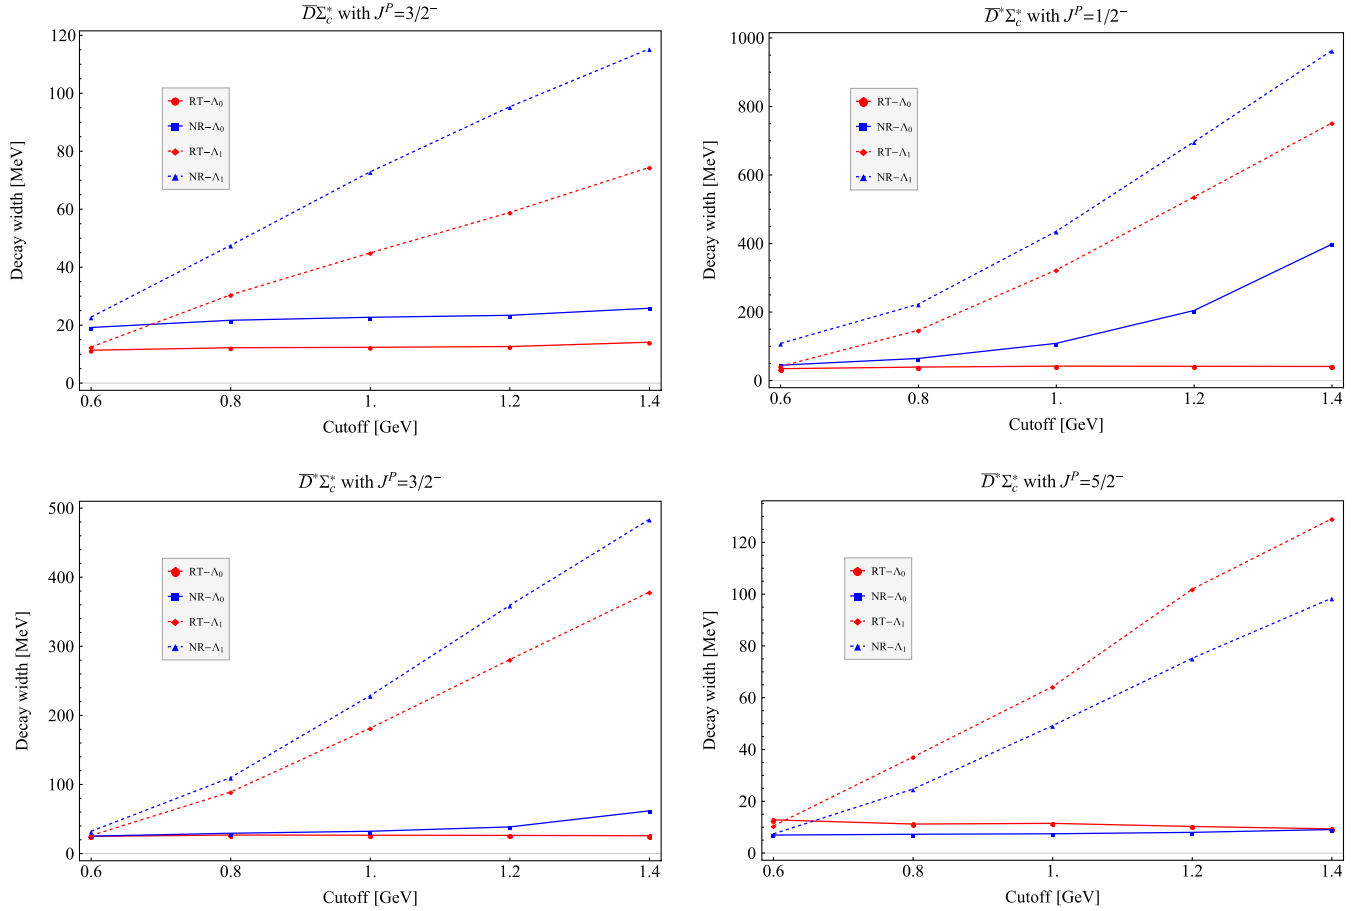 D̅Σc* with J^P=3/2⁻
120
100
80
60
40
20
0
Decay width [MeV]
RT−Λ₀
NR−Λ₀
RT−Λ₁
NR−Λ₁
0.6 0.8 1. 1.2 1.4
Cutoff [GeV]
D̅*Σc* with J^P=1/2⁻
1000
800
600
400
200
0
Decay width [MeV]
RT−Λ₀
NR−Λ₀
RT−Λ₁
NR−Λ₁
0.6 0.8 1. 1.2 1.4
Cutoff [GeV]
D̅*Σc* with J^P=3/2⁻
500
400
300
200
100
0
Decay width [MeV]
RT−Λ₀
NR−Λ₀
RT−Λ₁
NR−Λ₁
0.6 0.8 1. 1.2 1.4
Cutoff [GeV]
D̅*Σc* with J^P=5/2⁻
120
100
80
60
40
20
0
Decay width [MeV]
RT−Λ₀
NR−Λ₀
RT−Λ₁
NR−Λ₁
0.6 0.8 1. 1.2 1.4
Cutoff [GeV]